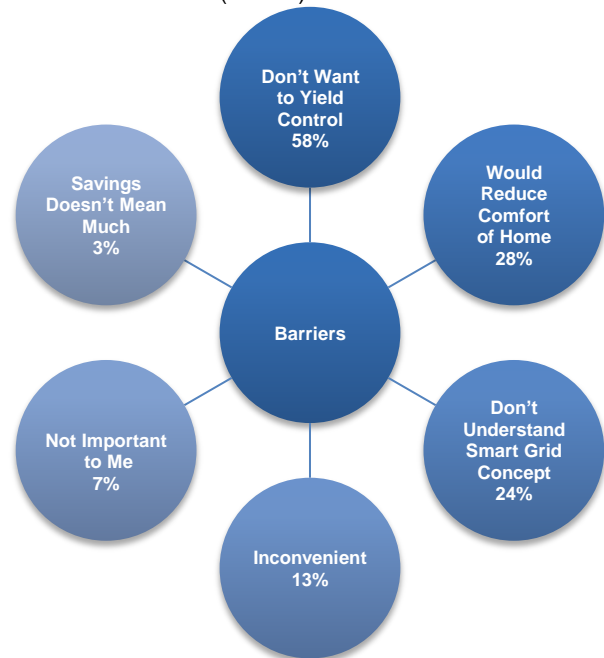 Don't Want
to Yield
Control
58%
Would
Reduce
Comfort
of Home
28%
Don't
Understand
Smart Grid
Concept
24%
Inconvenient
13%
Not Important
to Me
7%
Savings
Doesn't Mean
Much
3%
Barriers